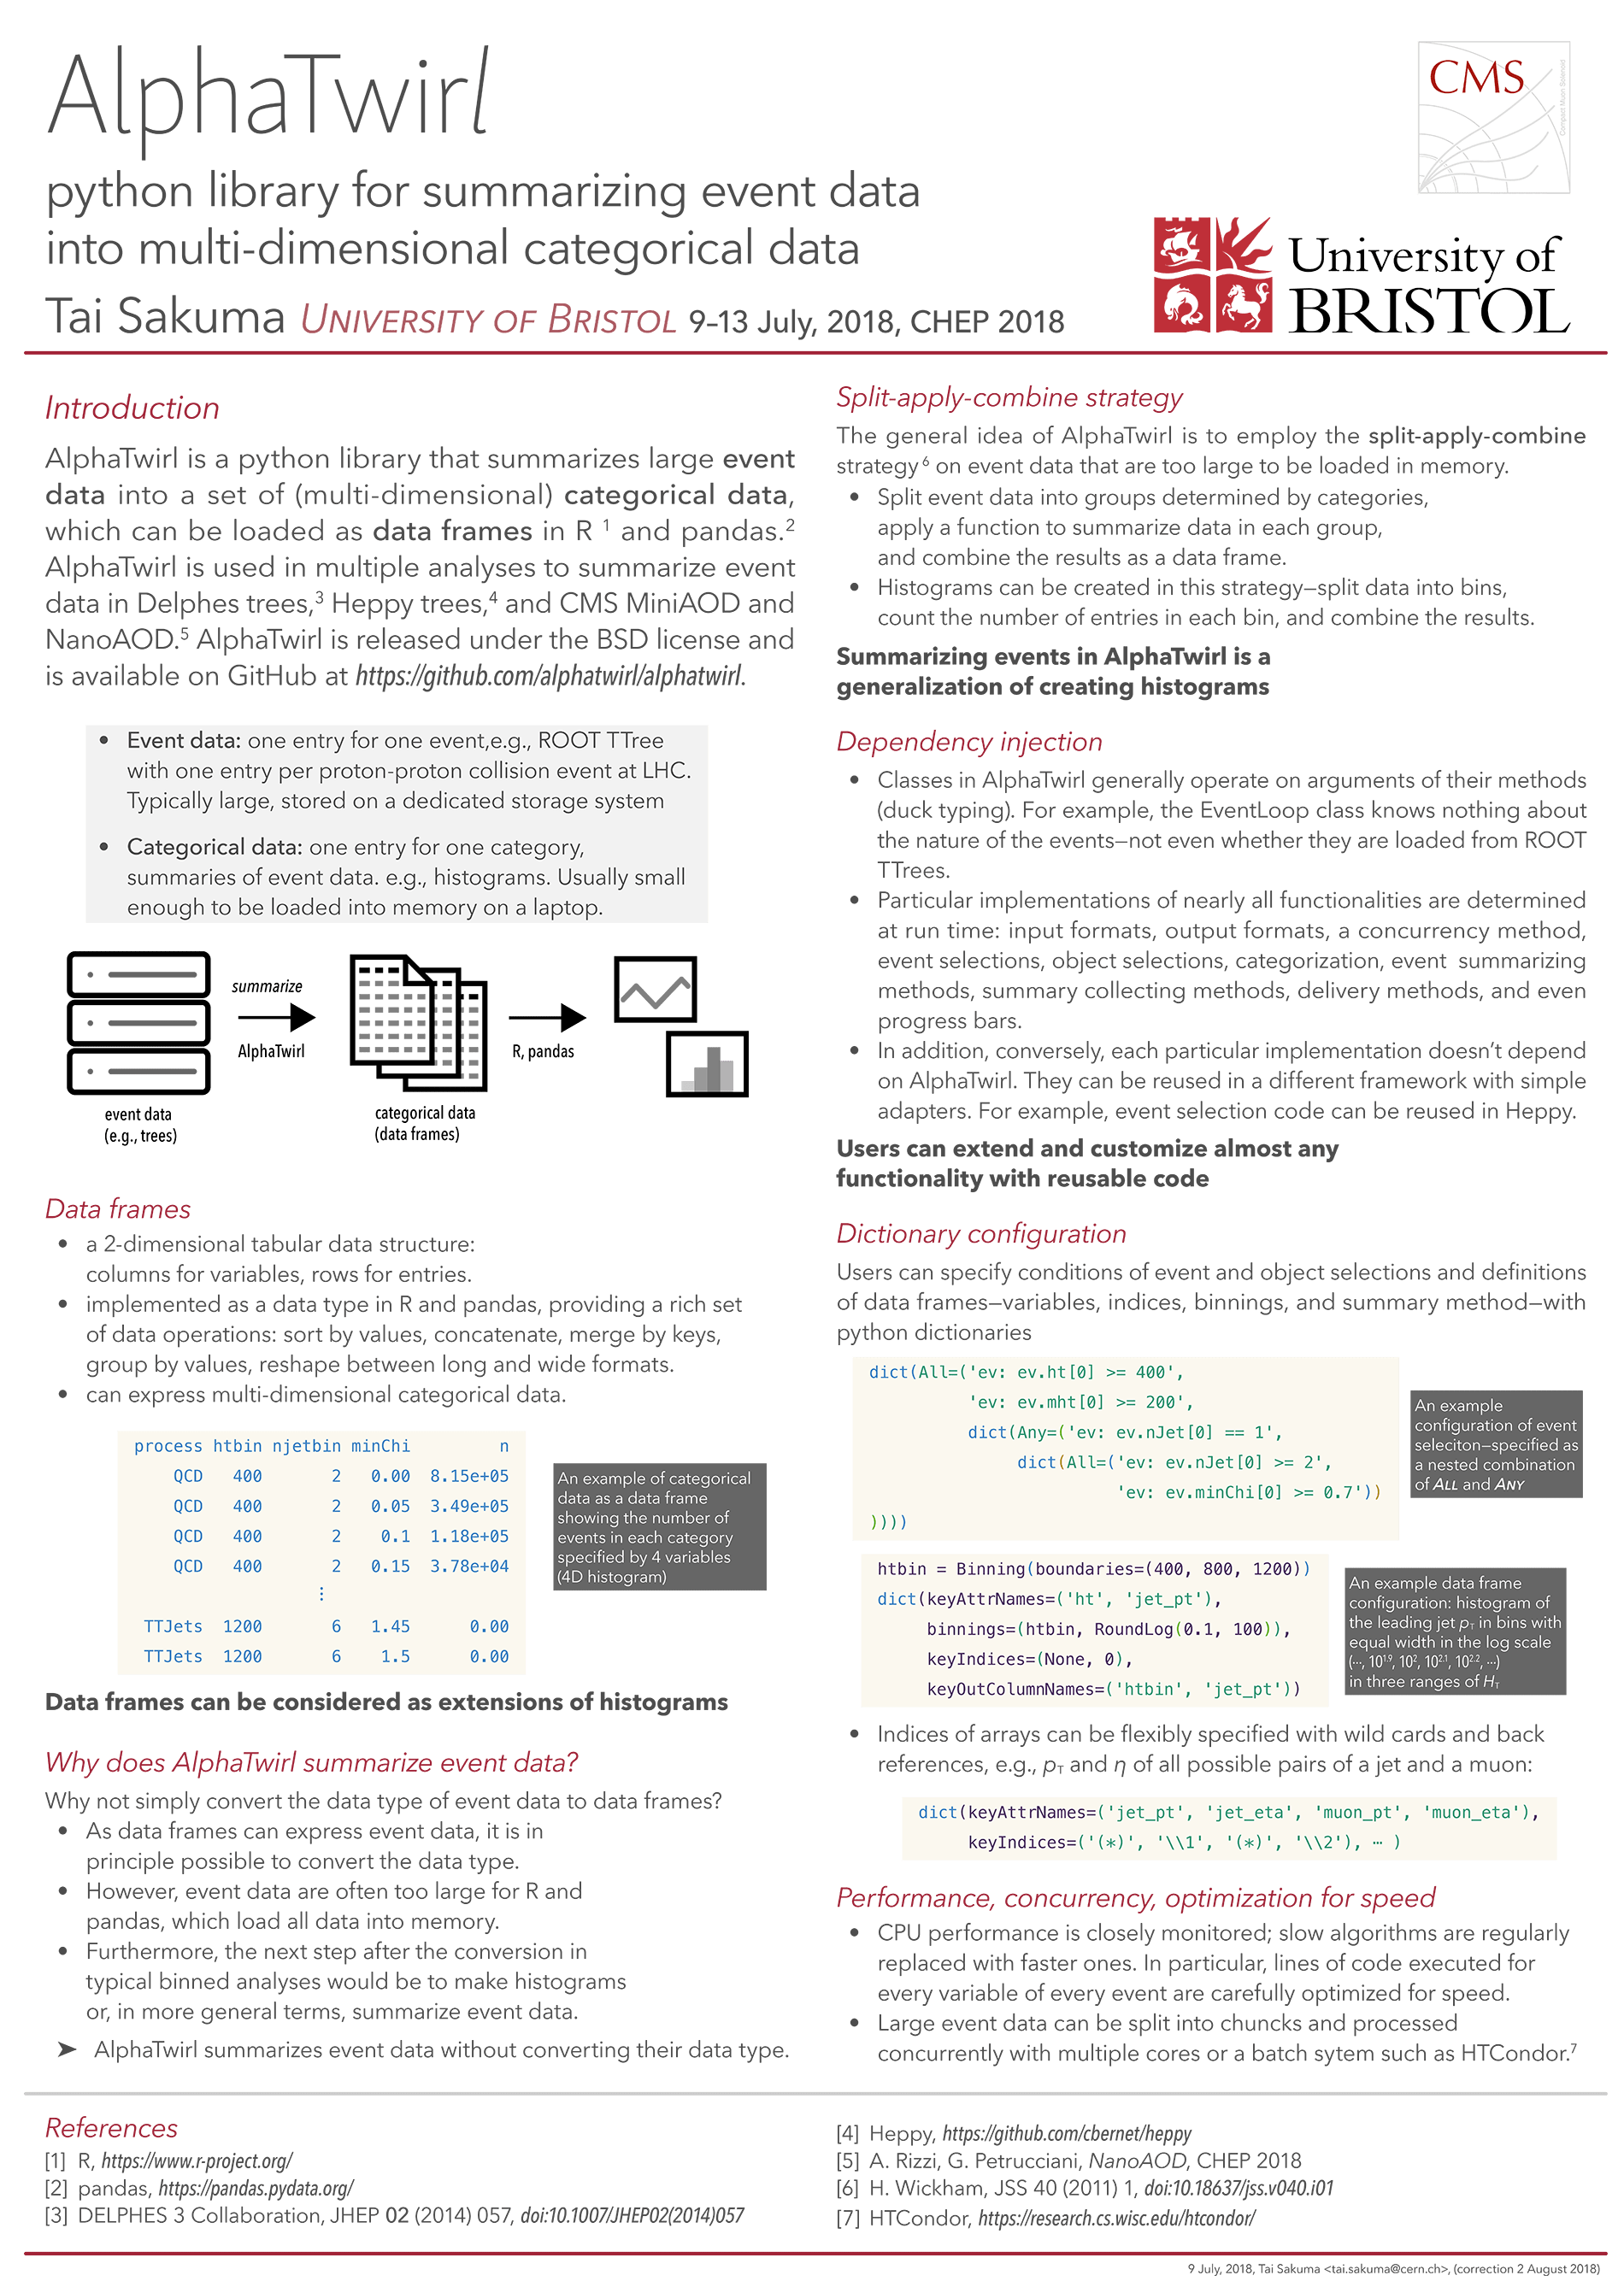 AlphaTwirl
python library for summarizing event data
into multi-dimensional categorical data
Tai Sakuma UNIVERSITY OF BRISTOL 9–13 July, 2018, CHEP 2018
CMS
Compact Muon Solenoid
University of
BRISTOL
Introduction
AlphaTwirl is a python library that summarizes large event
data into a set of (multi-dimensional) categorical data,
which can be loaded as data frames in R ¹ and pandas.²
AlphaTwirl is used in multiple analyses to summarize event
data in Delphes trees,³ Heppy trees,⁴ and CMS MiniAOD and
NanoAOD.⁵ AlphaTwirl is released under the BSD license and
is available on GitHub at https://github.com/alphatwirl/alphatwirl.
• Event data: one entry for one event,e.g., ROOT TTree
with one entry per proton-proton collision event at LHC.
Typically large, stored on a dedicated storage system
• Categorical data: one entry for one category,
summaries of event data. e.g., histograms. Usually small
enough to be loaded into memory on a laptop.
summarize
AlphaTwirl
R, pandas
event data
(e.g., trees)
categorical data
(data frames)
Data frames
• a 2-dimensional tabular data structure:
columns for variables, rows for entries.
• implemented as a data type in R and pandas, providing a rich set
of data operations: sort by values, concatenate, merge by keys,
group by values, reshape between long and wide formats.
• can express multi-dimensional categorical data.
process htbin njetbin minChi n
QCD 400 2 0.00 8.15e+05
QCD 400 2 0.05 3.49e+05
QCD 400 2 0.1 1.18e+05
QCD 400 2 0.15 3.78e+04
⋮
TTJets 1200 6 1.45 0.00
TTJets 1200 6 1.5 0.00
An example of categorical
data as a data frame
showing the number of
events in each category
specified by 4 variables
(4D histogram)
Data frames can be considered as extensions of histograms
Why does AlphaTwirl summarize event data?
Why not simply convert the data type of event data to data frames?
• As data frames can express event data, it is in
principle possible to convert the data type.
• However, event data are often too large for R and
pandas, which load all data into memory.
• Furthermore, the next step after the conversion in
typical binned analyses would be to make histograms
or, in more general terms, summarize event data.
➤ AlphaTwirl summarizes event data without converting their data type.
Split-apply-combine strategy
The general idea of AlphaTwirl is to employ the split-apply-combine
strategy⁶ on event data that are too large to be loaded in memory.
• Split event data into groups determined by categories,
apply a function to summarize data in each group,
and combine the results as a data frame.
• Histograms can be created in this strategy—split data into bins,
count the number of entries in each bin, and combine the results.
Summarizing events in AlphaTwirl is a
generalization of creating histograms
Dependency injection
• Classes in AlphaTwirl generally operate on arguments of their methods
(duck typing). For example, the EventLoop class knows nothing about
the nature of the events—not even whether they are loaded from ROOT
TTrees.
• Particular implementations of nearly all functionalities are determined
at run time: input formats, output formats, a concurrency method,
event selections, object selections, categorization, event summarizing
methods, summary collecting methods, delivery methods, and even
progress bars.
• In addition, conversely, each particular implementation doesn't depend
on AlphaTwirl. They can be reused in a different framework with simple
adapters. For example, event selection code can be reused in Heppy.
Users can extend and customize almost any
functionality with reusable code
Dictionary configuration
Users can specify conditions of event and object selections and definitions
of data frames—variables, indices, binnings, and summary method—with
python dictionaries
dict(All=('ev: ev.ht[0] >= 400',
'ev: ev.mht[0] >= 200',
dict(Any=('ev: ev.nJet[0] == 1',
dict(All=('ev: ev.nJet[0] >= 2',
'ev: ev.minChi[0] >= 0.7'))
))))
An example
configuration of event
seleciton—specified as
a nested combination
of ALL and ANY
htbin = Binning(boundaries=(400, 800, 1200))
dict(keyAttrNames=('ht', 'jet_pt'),
binnings=(htbin, RoundLog(0.1, 100)),
keyIndices=(None, 0),
keyOutColumnNames=('htbin', 'jet_pt'))
An example data frame
configuration: histogram of
the leading jet pT in bins with
equal width in the log scale
(···, 10^1.9, 10^2, 10^2.1, 10^2.2, ···)
in three ranges of HT
• Indices of arrays can be flexibly specified with wild cards and back
references, e.g., pT and η of all possible pairs of a jet and a muon:
dict(keyAttrNames=('jet_pt', 'jet_eta', 'muon_pt', 'muon_eta'),
keyIndices=('(*)', '\\1', '(*)', '\\2'), ⋯ )
Performance, concurrency, optimization for speed
• CPU performance is closely monitored; slow algorithms are regularly
replaced with faster ones. In particular, lines of code executed for
every variable of every event are carefully optimized for speed.
• Large event data can be split into chuncks and processed
concurrently with multiple cores or a batch sytem such as HTCondor.⁷
References
[1] R, https://www.r-project.org/
[2] pandas, https://pandas.pydata.org/
[3] DELPHES 3 Collaboration, JHEP 02 (2014) 057, doi:10.1007/JHEP02(2014)057
[4] Heppy, https://github.com/cbernet/heppy
[5] A. Rizzi, G. Petrucciani, NanoAOD, CHEP 2018
[6] H. Wickham, JSS 40 (2011) 1, doi:10.18637/jss.v040.i01
[7] HTCondor, https://research.cs.wisc.edu/htcondor/
9 July, 2018, Tai Sakuma <tai.sakuma@cern.ch>, (correction 2 August 2018)